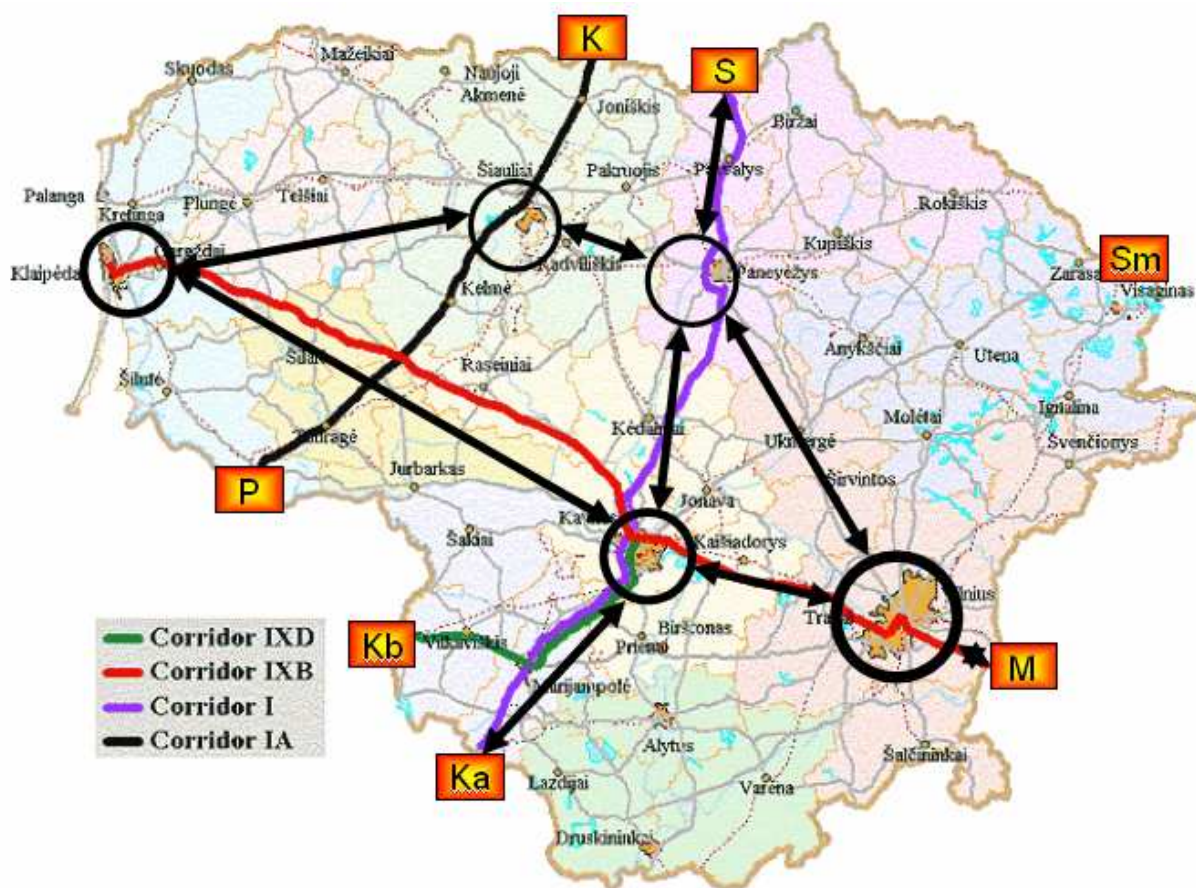 K
S
Mažeikiai
Skuodas
Naujoji
Akmenė
Joniškis
Biržai
Šiauliai
Pakruojis
Pasvalys
Palanga
Kretinga
Plungė
Telšiai
Rokiškis
Gargždai
Kupiškis
Klaipėda
Radviliškis
Panevėžys
Zarasa
Sm
Visaginas
Kelmė
Anykščiai
Utena
Raseiniai
Šilutė
Ignalina
Molėtai
Tauragė
Kėdainiai
Ukmergė
Švenčionys
P
Jurbarkas
Širvintos
Jonava
Kaunas
Šakiai
Kaišiadorys
Vilnius
Trakai
Kb
Vilkaviškis
Birštonas
Prienai
M
Marijampolė
Corridor IXD
Corridor IXB
Corridor I
Corridor IA
Ka
Alytus
Šalčininkai
Lazdijai
Varėna
Druskininkai